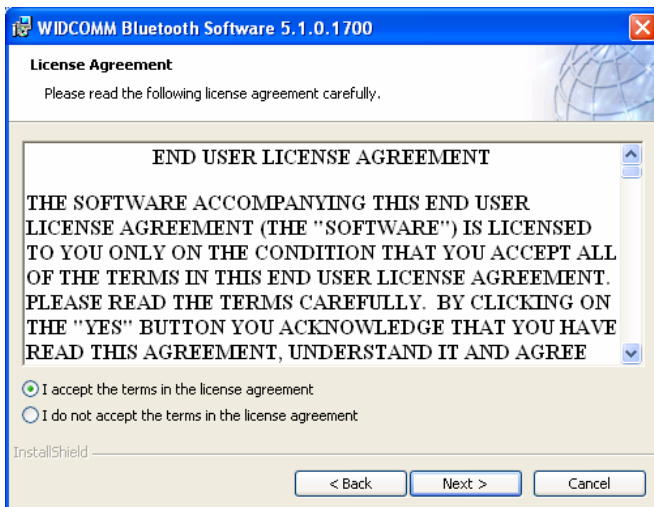 WIDCOMM Bluetooth Software 5.1.0.1700
License Agreement
Please read the following license agreement carefully.
END USER LICENSE AGREEMENT
THE SOFTWARE ACCOMPANYING THIS END USER
LICENSE AGREEMENT (THE "SOFTWARE") IS LICENSED
TO YOU ONLY ON THE CONDITION THAT YOU ACCEPT ALL
OF THE TERMS IN THIS END USER LICENSE AGREEMENT.
PLEASE READ THE TERMS CAREFULLY.  BY CLICKING ON
THE "YES" BUTTON YOU ACKNOWLEDGE THAT YOU HAVE
READ THIS AGREEMENT, UNDERSTAND IT AND AGREE
I accept the terms in the license agreement
I do not accept the terms in the license agreement
InstallShield
< Back Next > Cancel